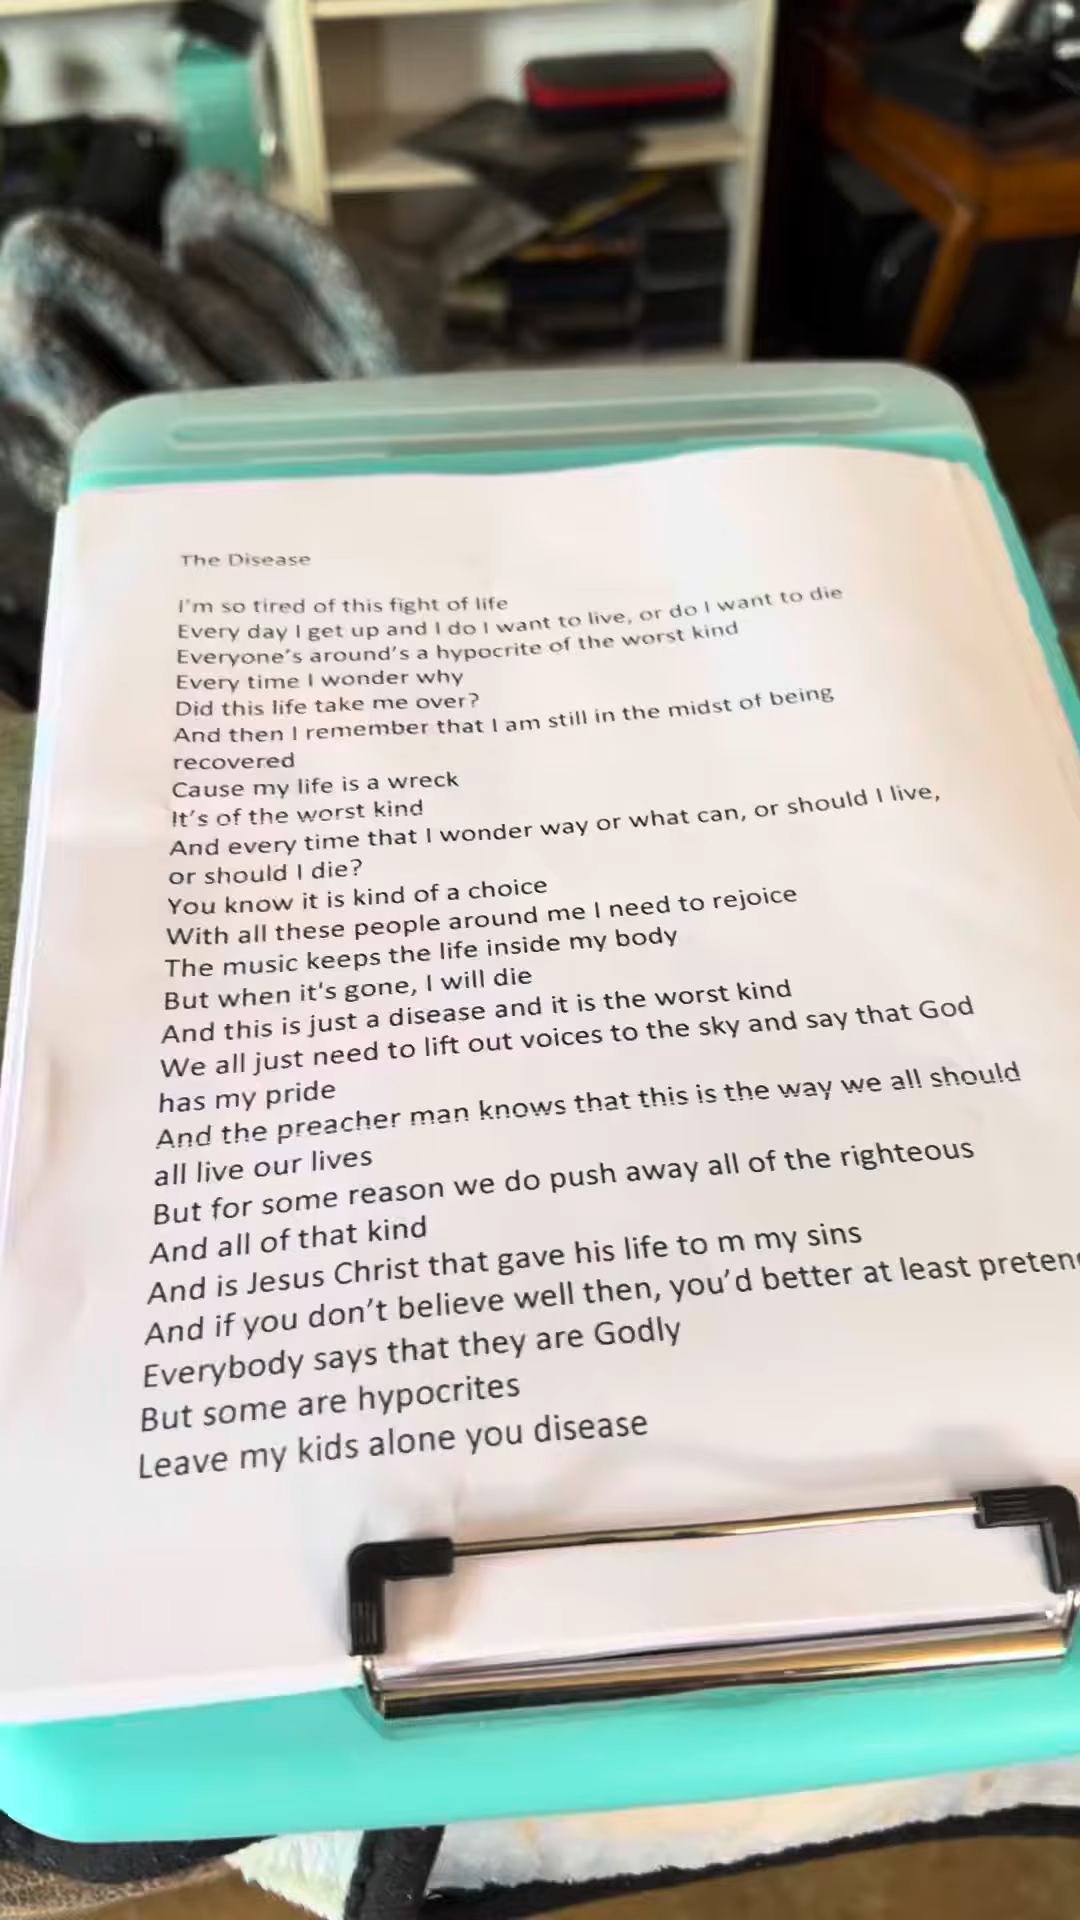 The Disease
I'm so tired of this fight of life
Every day I get up and I do I want to live, or do I want to die
Everyone's around's a hypocrite of the worst kind
Every time I wonder why
Did this life take me over?
And then I remember that I am still in the midst of being
recovered
Cause my life is a wreck
It's of the worst kind
And every time that I wonder way or what can, or should I live,
or should I die?
You know it is kind of a choice
With all these people around me I need to rejoice
The music keeps the life inside my body
But when it's gone, I will die
And this is just a disease and it is the worst kind
We all just need to lift out voices to the sky and say that God
has my pride
And the preacher man knows that this is the way we all should
all live our lives
But for some reason we do push away all of the righteous
And all of that kind
And is Jesus Christ that gave his life to m my sins
And if you don't believe well then, you'd better at least preten
Everybody says that they are Godly
But some are hypocrites
Leave my kids alone you disease